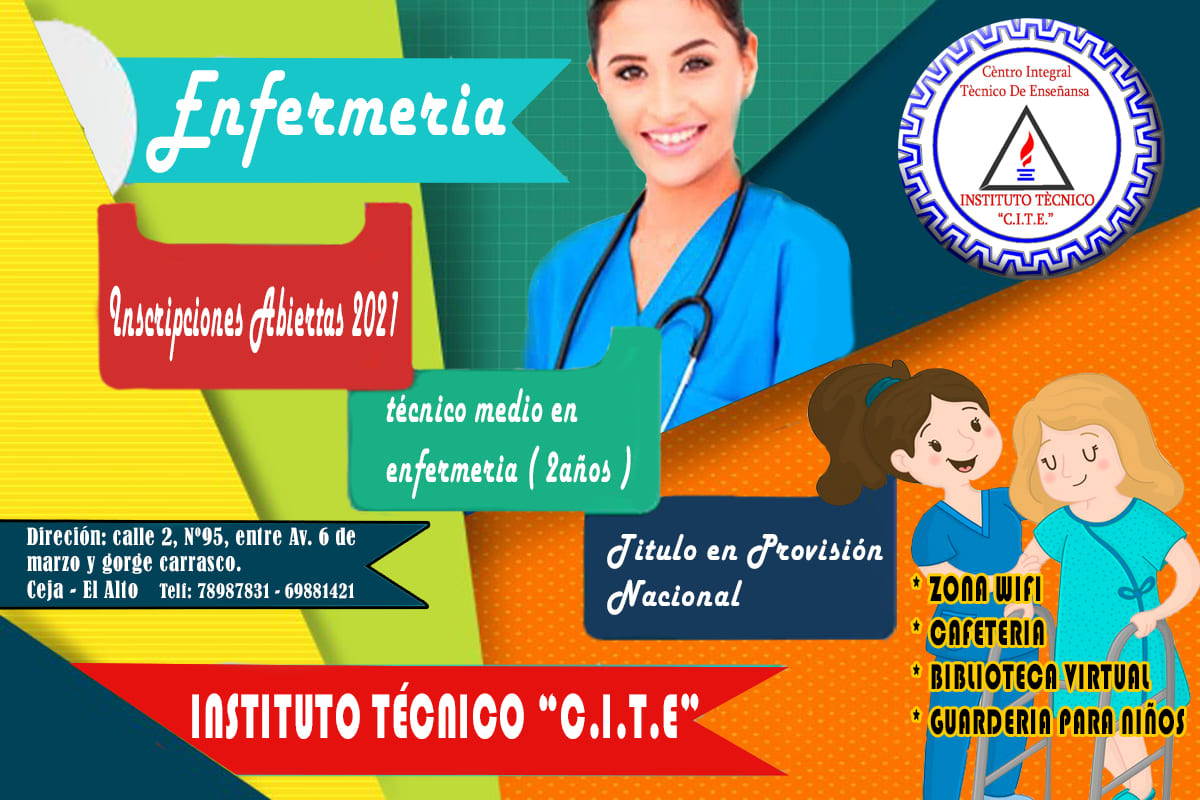 Enfermeria
Cèntro Integral
Tècnico De Enseñansa
INSTITUTO TÈCNICO
“C.I.T.E.”
Inscripciones Abiertas 2021
técnico medio en
enfermeria ( 2años )
Direción: calle 2, Nº95, entre Av. 6 de
marzo y gorge carrasco.
Ceja - El Alto Telf: 78987831 - 69881421
Titulo en Provisión
Nacional
* ZONA WIFI
* CAFETERIA
* BIBLIOTECA VIRTUAL
* GUARDERIA PARA NIÑOS
INSTITUTO TÉCNICO “C.I.T.E”